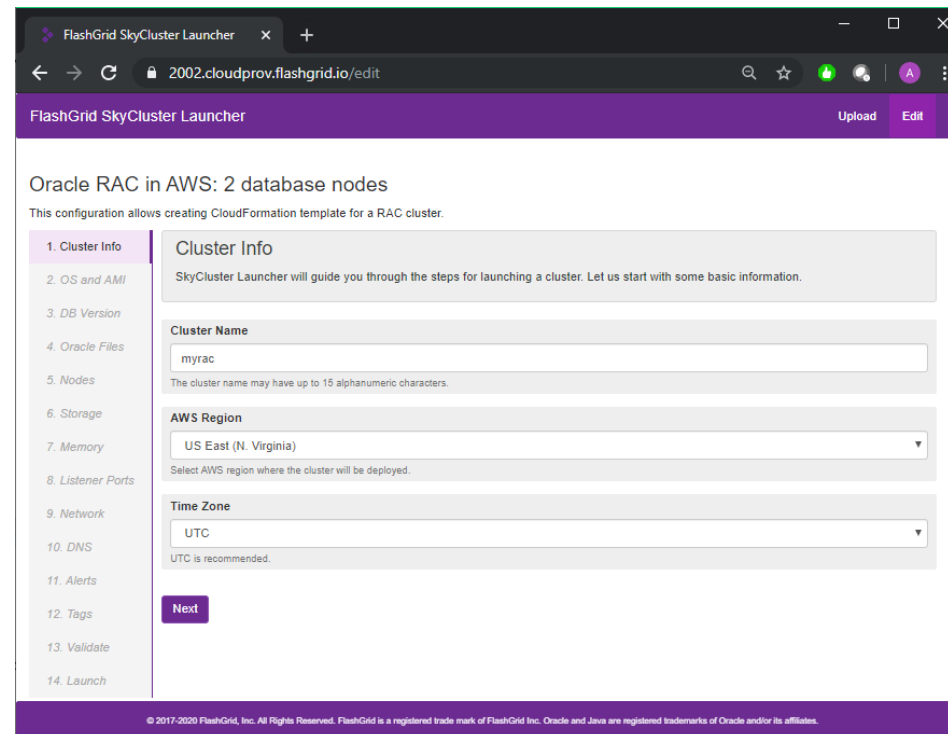 FlashGrid SkyCluster Launcher
2002.cloudprov.flashgrid.io/edit
A
FlashGrid SkyCluster Launcher
Upload
Edit
Oracle RAC in AWS: 2 database nodes
This configuration allows creating CloudFormation template for a RAC cluster.
1. Cluster Info
2. OS and AMI
3. DB Version
4. Oracle Files
5. Nodes
6. Storage
7. Memory
8. Listener Ports
9. Network
10. DNS
11. Alerts
12. Tags
13. Validate
14. Launch
Cluster Info
SkyCluster Launcher will guide you through the steps for launching a cluster. Let us start with some basic information.
Cluster Name
myrac
The cluster name may have up to 15 alphanumeric characters.
AWS Region
US East (N. Virginia)
Select AWS region where the cluster will be deployed.
Time Zone
UTC
UTC is recommended.
Next
© 2017-2020 FlashGrid, Inc. All Rights Reserved. FlashGrid is a registered trade mark of FlashGrid Inc. Oracle and Java are registered trademarks of Oracle and/or its affiliates.